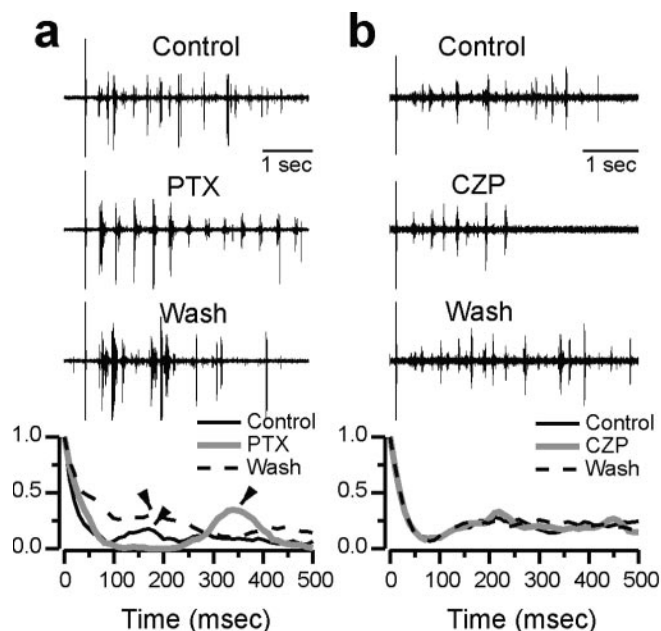 a
Control
1 sec
PTX
Wash
Control
PTX
Wash
1.0
0.5
0.0
0 100 200 300 400 500
Time (msec)
b
Control
1 sec
CZP
Wash
Control
CZP
Wash
1.0
0.5
0.0
0 100 200 300 400 500
Time (msec)